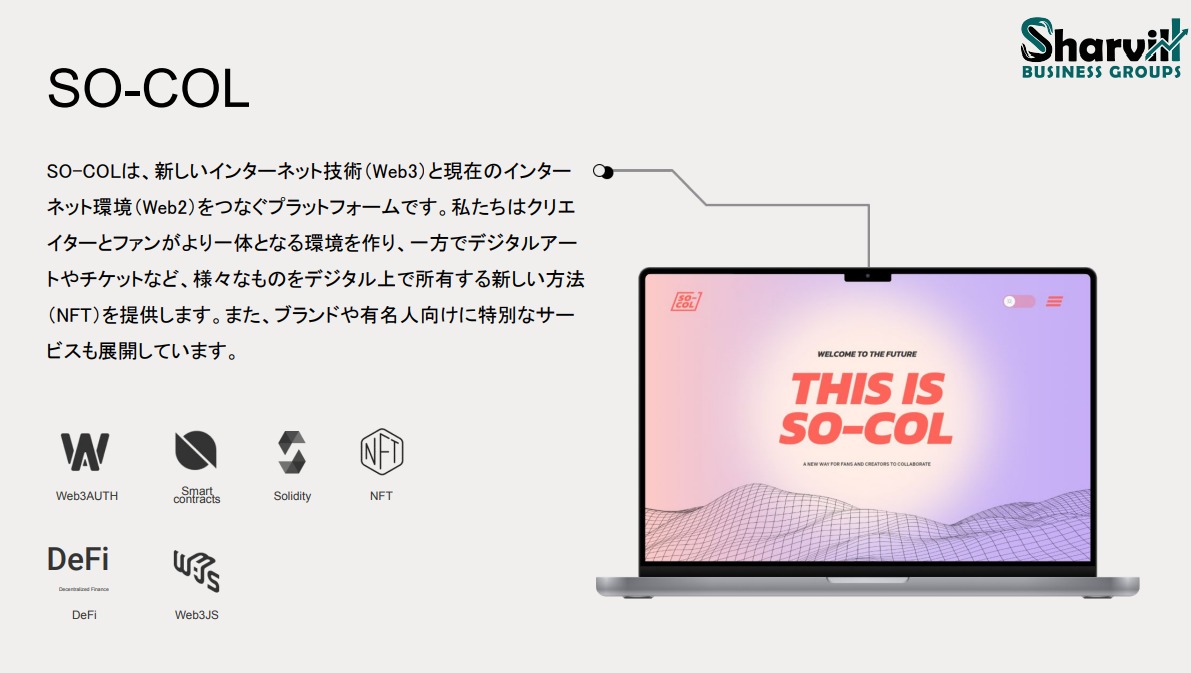 Sharvill
BUSINESS GROUPS
SO-COL
SO-COLは、新しいインターネット技術（Web3）と現在のインター
ネット環境（Web2）をつなぐプラットフォームです。私たちはクリエ
イターとファンがより一体となる環境を作り、一方でデジタルアー
トやチケットなど、様々なものをデジタル上で所有する新しい方法
（NFT）を提供します。また、ブランドや有名人向けに特別なサー
ビスも展開しています。
SO-
COL
WELCOME TO THE FUTURE
THIS IS
SO-COL
A NEW WAY FOR FANS AND CREATORS TO COLLABORATE
NFT
Web3AUTH
Smart
contracts
Solidity
NFT
DeFi
Decentralized Finance
W3JS
DeFi
Web3JS